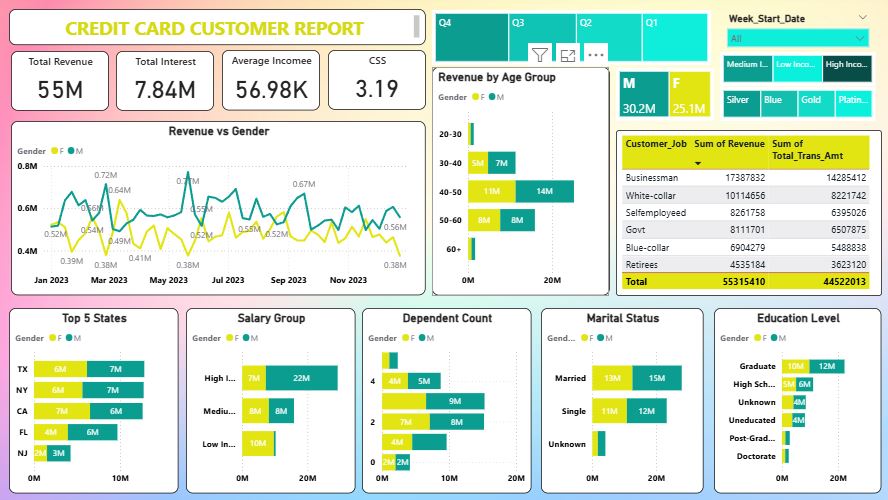 CREDIT CARD CUSTOMER REPORT
Q4 Q3 Q2 Q1
Week_Start_Date
All
Total Revenue
55M
Total Interest
7.84M
Average Incomee
56.98K
CSS
3.19
Medium I... Low Inco... High Inco...
Silver Blue Gold Platin...
M
30.2M
F
25.1M
Revenue vs Gender
Gender F M
0.8M
0.6M
0.4M
0.52M
0.39M
0.54M
0.72M
0.38M
0.64M
0.49M
0.41M
0.38M
0.52M
0.52M
0.67M
0.56M
0.38M
Jan 2023 Mar 2023 May 2023 Jul 2023 Sep 2023 Nov 2023
Revenue by Age Group
Gender F M
20-30
30-40 5M 7M
40-50 11M 14M
50-60 8M 8M
60+
0M 20M
Customer_Job Sum of Revenue Sum of Total_Trans_Amt
Businessman 17387832 14285412
White-collar 10114656 8221742
Selfemployeed 8261758 6395026
Govt 8111701 6507875
Blue-collar 6904279 5488838
Retirees 4535184 3623120
Total 55315410 44522013
Top 5 States
Gender F M
TX 6M 7M
NY 6M 7M
CA 7M 6M
FL 4M 6M
NJ 2M 3M
0M 10M
Salary Group
Gender F M
High I... 7M 22M
Mediu... 8M 8M
Low In... 10M
0M 20M
Dependent Count
Gender F M
4 4M 5M
9M
2 7M 8M
4M
0 2M 2M
0M 10M 20M
Marital Status
Gender F M
Married 13M 15M
Single 11M 12M
Unknown
0M 20M
Education Level
Gende... F M
Graduate 10M 12M
High Sch... 5M 6M
Unknown 4M
Uneducated 4M
Post-Grad...
Doctorate
0M 20M